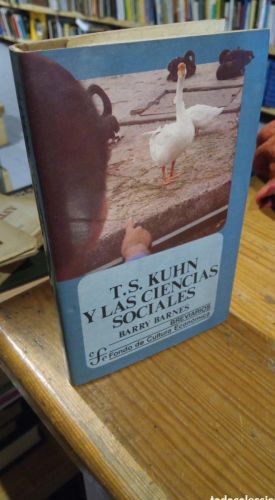 T.S. KUHN
Y LAS CIENCIAS
SOCIALES
BARRY BARNES
BREVIARIOS
Fondo de Cultura Económica
todocoleccion